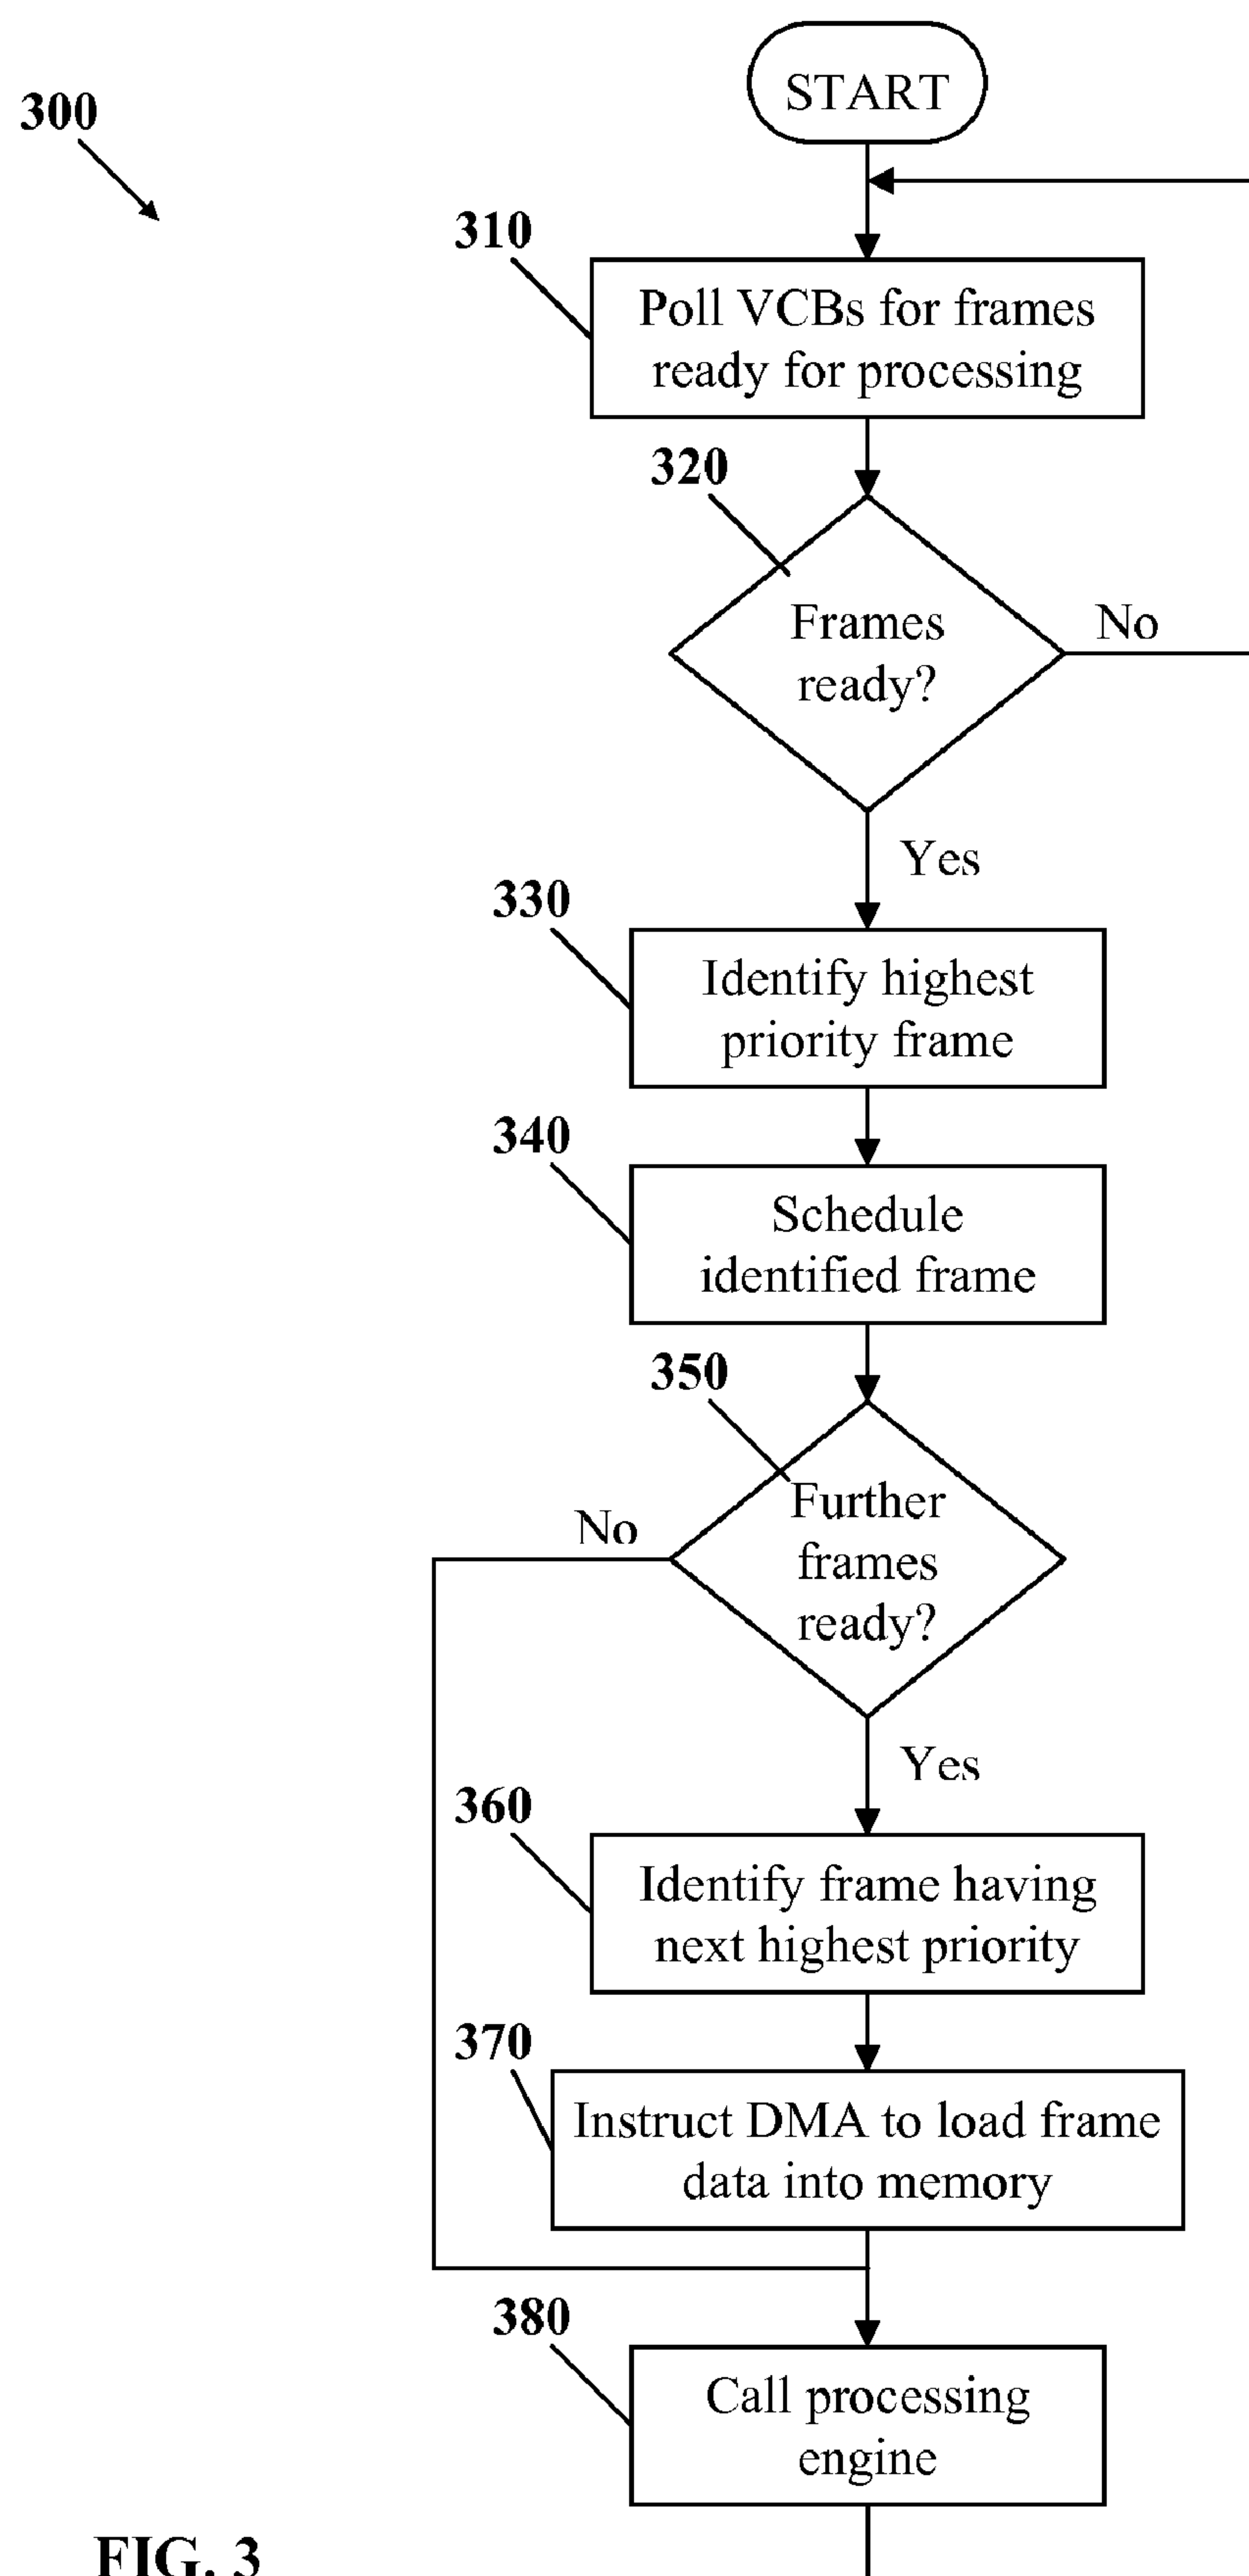 START
300
310
Poll VCBs for frames
ready for processing
320
Frames
ready?
No
Yes
330
Identify highest
priority frame
340
Schedule
identified frame
350
Further
frames
ready?
No
Yes
360
Identify frame having
next highest priority
370
Instruct DMA to load frame
data into memory
380
Call processing
engine
FIG. 3